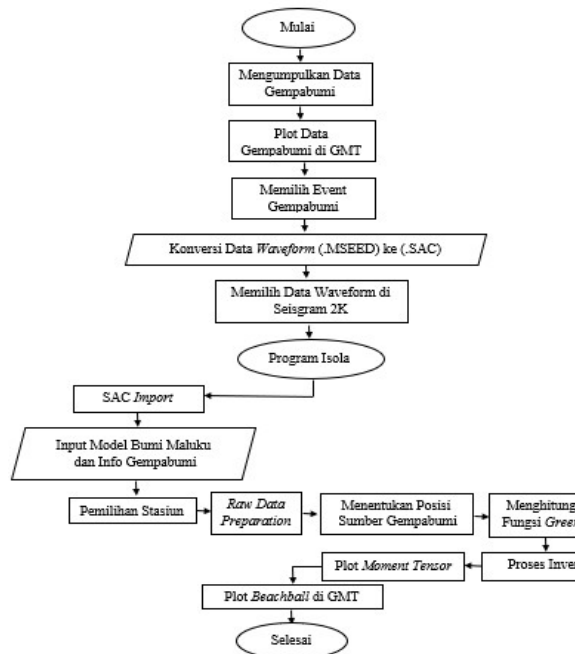 Mulai
Mengumpulkan Data
Gempabumi
Plot Data
Gempabumi di GMT
Memilih Event
Gempabumi
Konversi Data Waveform (.MSEED) ke (.SAC)
Memilih Data Waveform di
Seisgram 2K
Program Isola
SAC Import
Input Model Bumi Maluku
dan Info Gempabumi
Pemilihan Stasiun
Raw Data
Preparation
Menentukan Posisi
Sumber Gempabumi
Menghitung
Fungsi Green
Proses
Plot Moment Tensor
Plot Beachball di GMT
Selesai